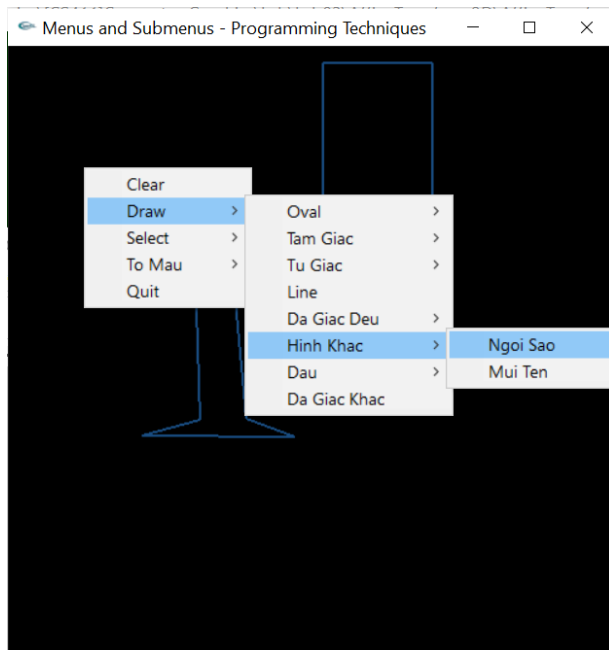 Menus and Submenus - Programming Techniques
Clear
Draw
Select
To Mau
Quit
Oval
Tam Giac
Tu Giac
Line
Da Giac Deu
Hinh Khac
Dau
Da Giac Khac
Ngoi Sao
Mui Ten